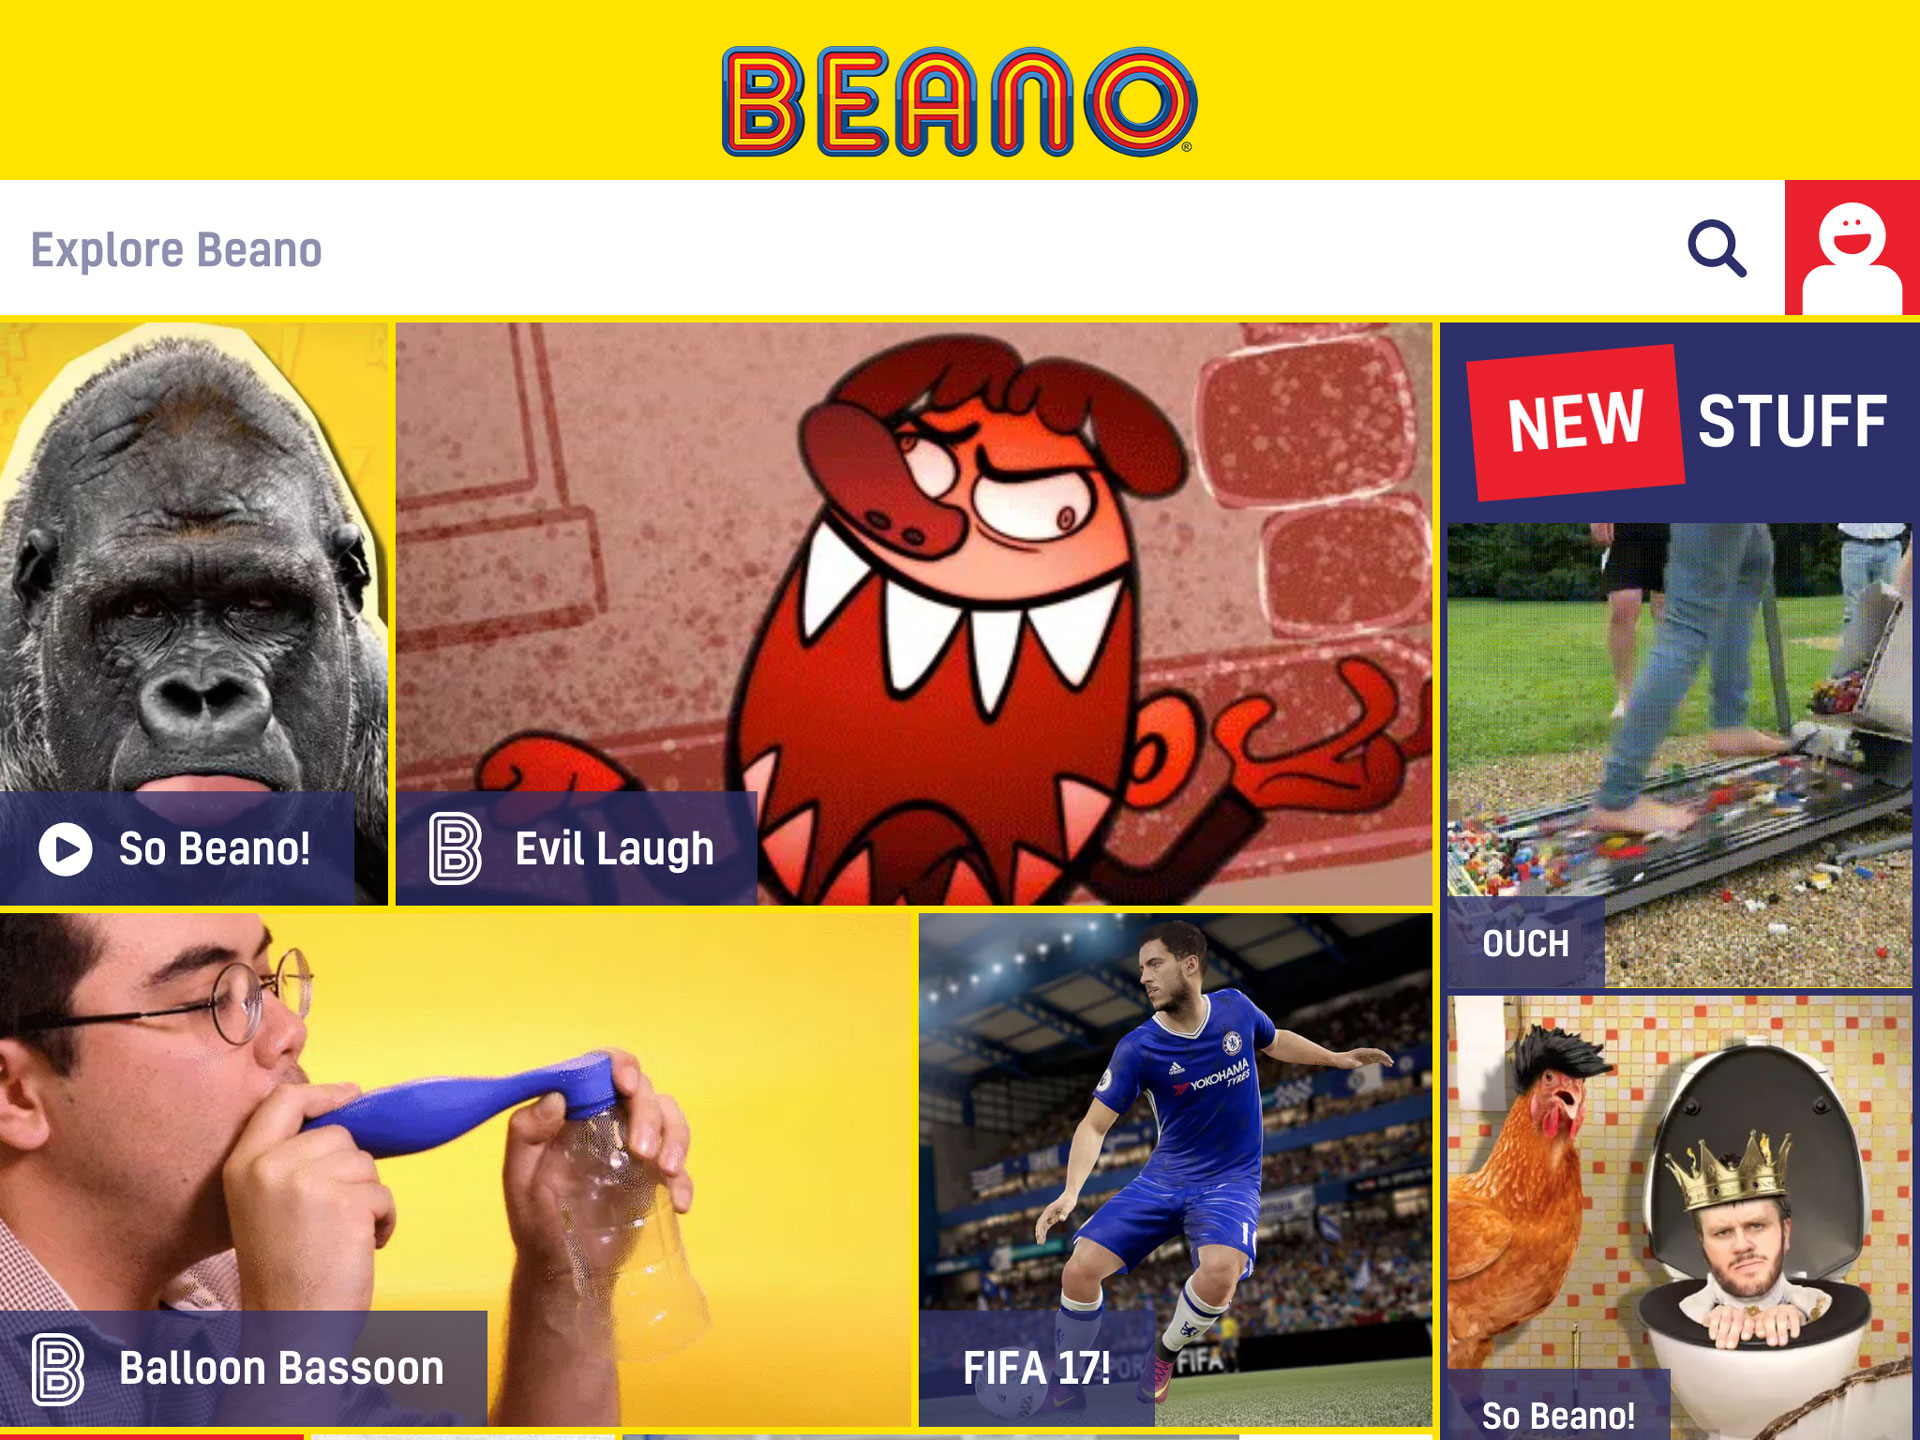 BEANO
®
Explore Beano
NEW STUFF
So Beano!
Evil Laugh
OUCH
Balloon Bassoon
YOKOHAMA
TYRES
FIFA
FIFA 17!
So Beano!